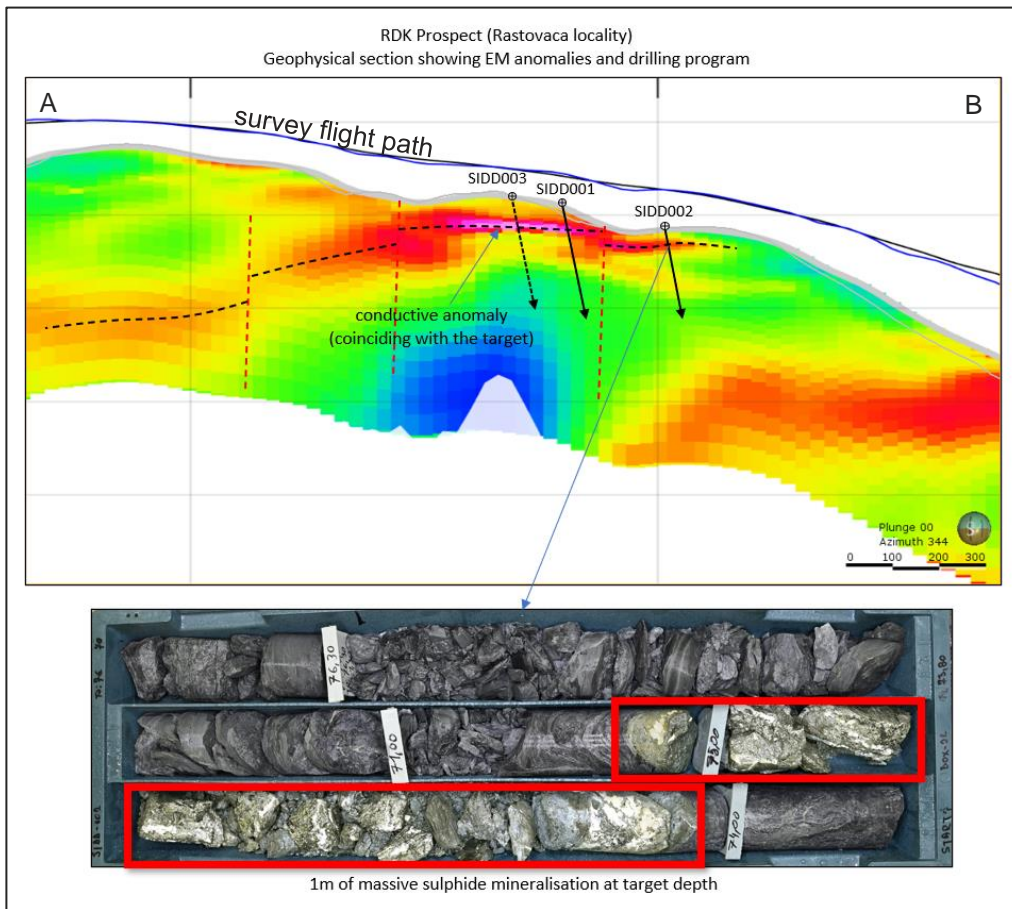 RDK Prospect (Rastovaca locality)
Geophysical section showing EM anomalies and drilling program
A
B
survey flight path
SIDD003
SIDD001
SIDD002
conductive anomaly
(coinciding with the target)
Plunge 00
Azimuth 344
0 100 200 300
76,30
71,00
73,00
74,00
1m of massive sulphide mineralisation at target depth